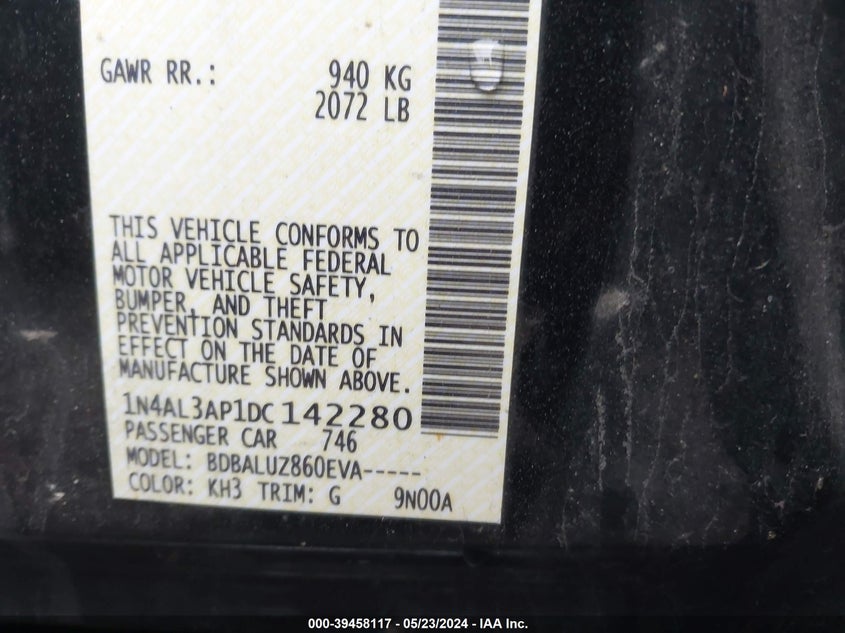 GAWR RR.: 940 KG
2072 LB
THIS VEHICLE CONFORMS TO
ALL APPLICABLE FEDERAL
MOTOR VEHICLE SAFETY,
BUMPER, AND THEFT
PREVENTION STANDARDS IN
EFFECT ON THE DATE OF
MANUFACTURE SHOWN ABOVE.
1N4AL3AP1DC142280
PASSENGER CAR 746
MODEL: BDBALUZ860EVA-----
COLOR: KH3 TRIM: G 9N00A
000-39458117 - 05/23/2024 - IAA Inc.